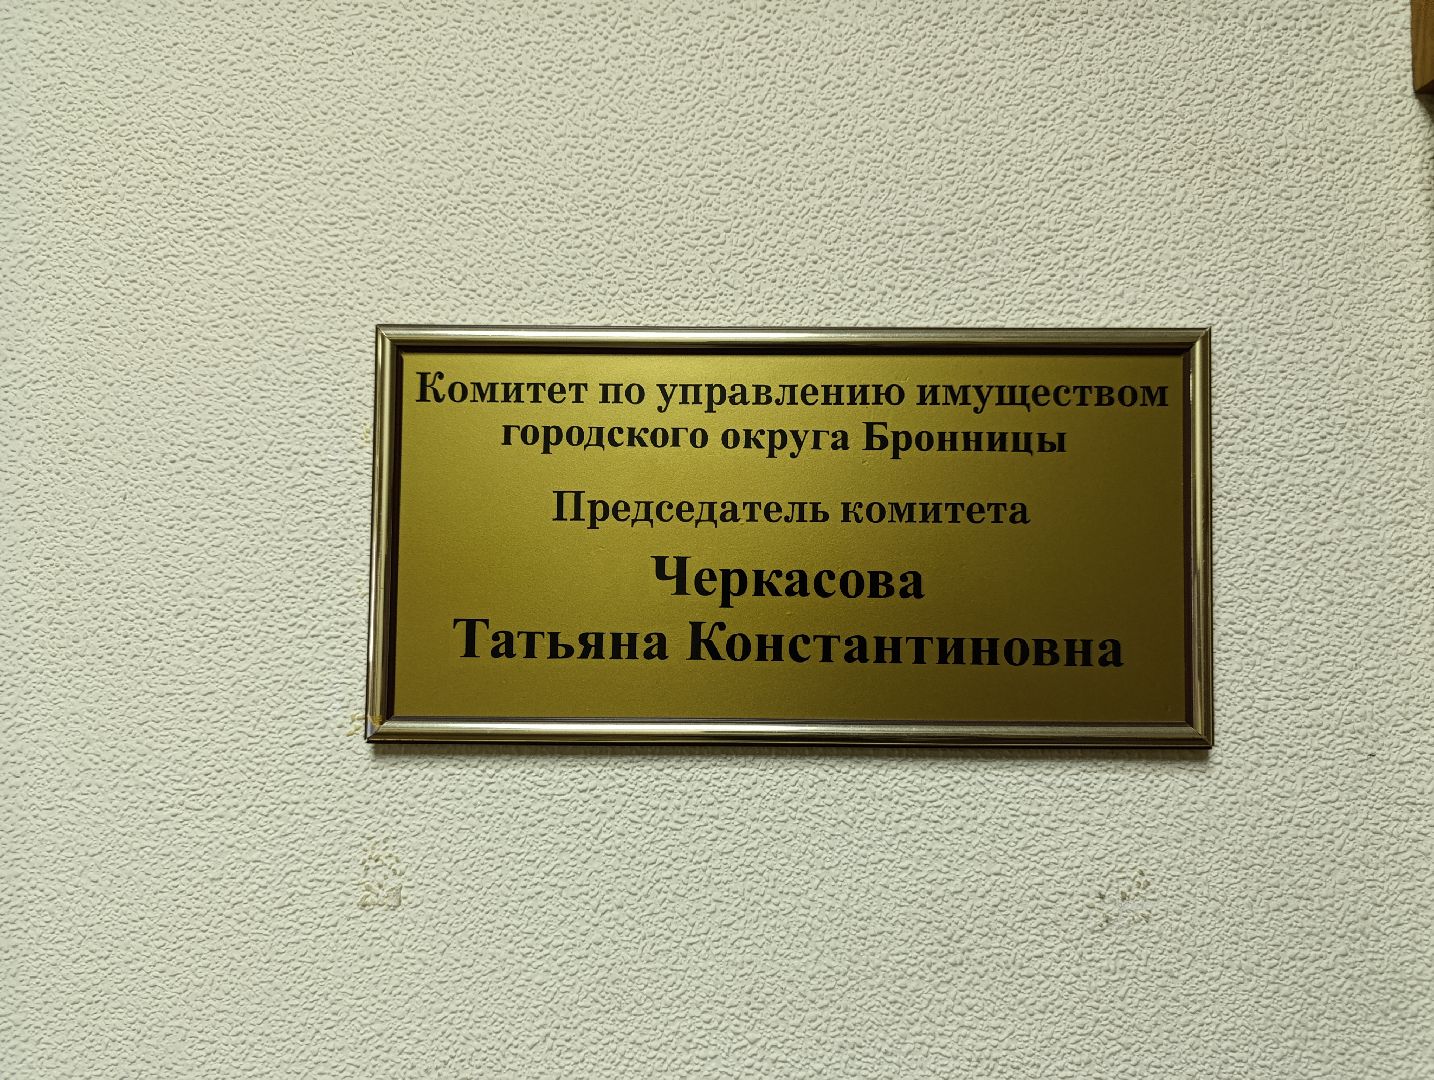 Комитет по управлению имуществом
городского округа Бронницы
Председатель комитета
Черкасова
Татьяна Константиновна